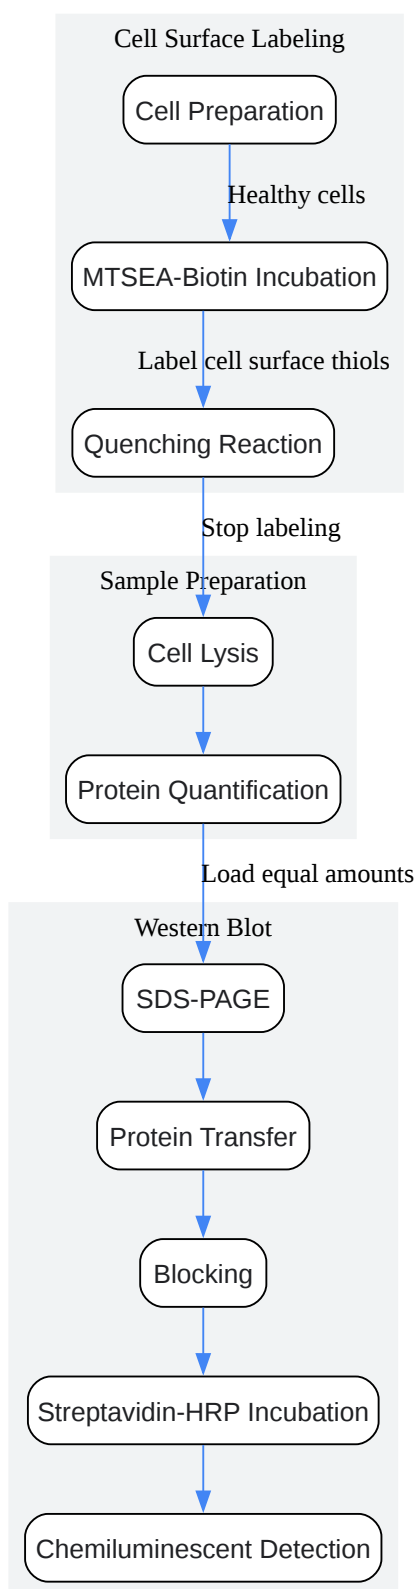 Cell Surface Labeling
Cell Preparation
Healthy cells
MTSEA-Biotin Incubation
Label cell surface thiols
Quenching Reaction
Stop labeling
Sample Preparation
Cell Lysis
Protein Quantification
Load equal amounts
Western Blot
SDS-PAGE
Protein Transfer
Blocking
Streptavidin-HRP Incubation
Chemiluminescent Detection